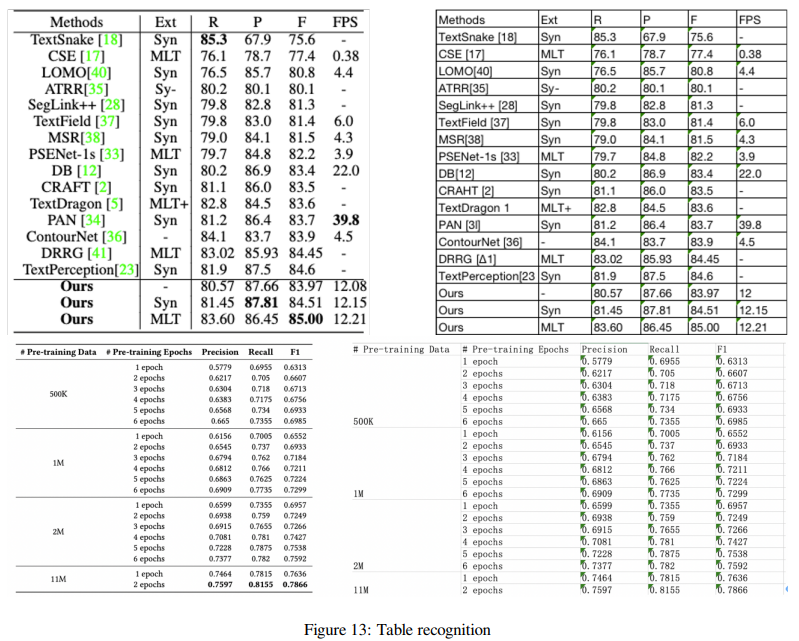 Methods Ext R P F FPS
TextSnake [18] Syn 85.3 67.9 75.6 -
CSE [17] MLT 76.1 78.7 77.4 0.38
LOMO[40] Syn 76.5 85.7 80.8 4.4
ATRR[35] Sy- 80.2 80.1 80.1 -
SegLink++ [28] Syn 79.8 82.8 81.3 -
TextField [37] Syn 79.8 83.0 81.4 6.0
MSR[38] Syn 79.0 84.1 81.5 4.3
PSENet-1s [33] MLT 79.7 84.8 82.2 3.9
DB [12] Syn 80.2 86.9 83.4 22.0
CRAFT [2] Syn 81.1 86.0 83.5 -
TextDragon [5] MLT+ 82.8 84.5 83.6 -
PAN [34] Syn 81.2 86.4 83.7 39.8
ContourNet [36] - 84.1 83.7 83.9 4.5
DRRG [41] MLT 83.02 85.93 84.45 -
TextPerception[23] Syn 81.9 87.5 84.6 -
Ours - 80.57 87.66 83.97 12.08
Ours Syn 81.45 87.81 84.51 12.15
Ours MLT 83.60 86.45 85.00 12.21
Methods Ext R P F FPS
TextSnake [18] Syn 85.3 67.9 75.6 -
CSE [17] MLT 76.1 78.7 77.4 0.38
LOMO[40] Syn 76.5 85.7 80.8 4.4
ATRR[35] Sy- 80.2 80.1 80.1 -
SegLink++ [28] Syn 79.8 82.8 81.3 -
TextField [37] Syn 79.8 83.0 81.4 6.0
MSR[38] Syn 79.0 84.1 81.5 4.3
PSENet-1s [33] MLT 79.7 84.8 82.2 3.9
DB[12] Syn 80.2 86.9 83.4 22.0
CRAHT [2] Syn 81.1 86.0 83.5 -
TextDragon 1 MLT+ 82.8 84.5 83.6 -
PAN [3l] Syn 81.2 86.4 83.7 39.8
ContourNet [36] - 84.1 83.7 83.9 4.5
DRRG [Δ1] MLT 83.02 85.93 84.45 -
TextPerception[23 Syn 81.9 87.5 84.6 -
Ours - 80.57 87.66 83.97 12
Ours Syn 81.45 87.81 84.51 12.15
Ours MLT 83.60 86.45 85.00 12.21
# Pre-training Data # Pre-training Epochs Precision Recall F1
1 epoch 0.5779 0.6955 0.6313
2 epochs 0.6217 0.705 0.6607
3 epochs 0.6304 0.718 0.6713
500K
4 epochs 0.6383 0.7175 0.6756
5 epochs 0.6568 0.734 0.6933
6 epochs 0.665 0.7355 0.6985
1 epoch 0.6156 0.7005 0.6552
2 epochs 0.6545 0.737 0.6933
3 epochs 0.6794 0.762 0.7184
1M
4 epochs 0.6812 0.766 0.7211
5 epochs 0.6863 0.7625 0.7224
6 epochs 0.6909 0.7735 0.7299
1 epoch 0.6599 0.7355 0.6957
2 epochs 0.6938 0.759 0.7249
3 epochs 0.6915 0.7655 0.7266
2M
4 epochs 0.7081 0.781 0.7427
5 epochs 0.7228 0.7875 0.7538
6 epochs 0.7377 0.782 0.7592
11M
1 epoch 0.7464 0.7815 0.7636
2 epochs 0.7597 0.8155 0.7866
# Pre-training Data # Pre-training Epochs Precision Recall F1
1 epoch 0.5779 0.6955 0.6313
2 epochs 0.6217 0.705 0.6607
3 epochs 0.6304 0.718 0.6713
4 epochs 0.6383 0.7175 0.6756
5 epochs 0.6568 0.734 0.6933
500K 6 epochs 0.665 0.7355 0.6985
1 epoch 0.6156 0.7005 0.6552
2 epochs 0.6545 0.737 0.6933
3 epochs 0.6794 0.762 0.7184
4 epochs 0.6812 0.766 0.7211
5 epochs 0.6863 0.7625 0.7224
1M 6 epochs 0.6909 0.7735 0.7299
1 epoch 0.6599 0.7355 0.6957
2 epochs 0.6938 0.759 0.7249
3 epochs 0.6915 0.7655 0.7266
4 epochs 0.7081 0.781 0.7427
5 epochs 0.7228 0.7875 0.7538
2M 6 epochs 0.7377 0.782 0.7592
1 epoch 0.7464 0.7815 0.7636
11M 2 epochs 0.7597 0.8155 0.7866
Figure 13: Table recognition